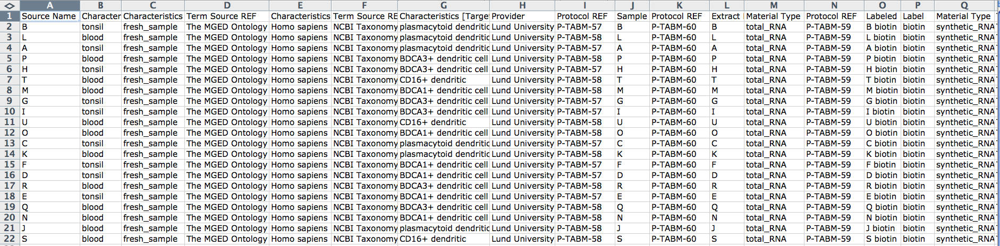 A B C D E F G H I J K L M N O P Q
1 Source Name Character Characteristics Term Source REF Characteristics Term Source RE Characteristics [Targe Provider Protocol REF Sample Protocol REF Extract Material Type Protocol REF Labeled Label Material Type
2 B tonsil fresh_sample The MGED Ontology Homo sapiens NCBI Taxonomy plasmacytoid dendritic Lund University P-TABM-57 B P-TABM-60 B total_RNA P-TABM-59 B biotin biotin synthetic_RNA
3 L blood fresh_sample The MGED Ontology Homo sapiens NCBI Taxonomy plasmacytoid dendritic Lund University P-TABM-58 L P-TABM-60 L total_RNA P-TABM-59 L biotin biotin synthetic_RNA
4 A tonsil fresh_sample The MGED Ontology Homo sapiens NCBI Taxonomy plasmacytoid dendritic Lund University P-TABM-57 A P-TABM-60 A total_RNA P-TABM-59 A biotin biotin synthetic_RNA
5 P blood fresh_sample The MGED Ontology Homo sapiens NCBI Taxonomy BDCA3+ dendritic cell Lund University P-TABM-58 P P-TABM-60 P total_RNA P-TABM-59 P biotin biotin synthetic_RNA
6 H tonsil fresh_sample The MGED Ontology Homo sapiens NCBI Taxonomy BDCA3+ dendritic cell Lund University P-TABM-57 H P-TABM-60 H total_RNA P-TABM-59 H biotin biotin synthetic_RNA
7 T blood fresh_sample The MGED Ontology Homo sapiens NCBI Taxonomy CD16+ dendritic Lund University P-TABM-58 T P-TABM-60 T total_RNA P-TABM-59 T biotin biotin synthetic_RNA
8 M blood fresh_sample The MGED Ontology Homo sapiens NCBI Taxonomy BDCA1+ dendritic cell Lund University P-TABM-58 M P-TABM-60 M total_RNA P-TABM-59 M biotin biotin synthetic_RNA
9 G tonsil fresh_sample The MGED Ontology Homo sapiens NCBI Taxonomy BDCA3+ dendritic cell Lund University P-TABM-57 G P-TABM-60 G total_RNA P-TABM-59 G biotin biotin synthetic_RNA
10 I tonsil fresh_sample The MGED Ontology Homo sapiens NCBI Taxonomy BDCA3+ dendritic cell Lund University P-TABM-57 I P-TABM-60 I total_RNA P-TABM-59 I biotin biotin synthetic_RNA
11 U blood fresh_sample The MGED Ontology Homo sapiens NCBI Taxonomy CD16+ dendritic Lund University P-TABM-58 U P-TABM-60 U total_RNA P-TABM-59 U biotin biotin synthetic_RNA
12 O blood fresh_sample The MGED Ontology Homo sapiens NCBI Taxonomy BDCA1+ dendritic cell Lund University P-TABM-58 O P-TABM-60 O total_RNA P-TABM-59 O biotin biotin synthetic_RNA
13 C tonsil fresh_sample The MGED Ontology Homo sapiens NCBI Taxonomy plasmacytoid dendritic Lund University P-TABM-57 C P-TABM-60 C total_RNA P-TABM-59 C biotin biotin synthetic_RNA
14 K blood fresh_sample The MGED Ontology Homo sapiens NCBI Taxonomy plasmacytoid dendritic Lund University P-TABM-58 K P-TABM-60 K total_RNA P-TABM-59 K biotin biotin synthetic_RNA
15 F tonsil fresh_sample The MGED Ontology Homo sapiens NCBI Taxonomy BDCA1+ dendritic cell Lund University P-TABM-57 F P-TABM-60 F total_RNA P-TABM-59 F biotin biotin synthetic_RNA
16 D tonsil fresh_sample The MGED Ontology Homo sapiens NCBI Taxonomy BDCA1+ dendritic cell Lund University P-TABM-57 D P-TABM-60 D total_RNA P-TABM-59 D biotin biotin synthetic_RNA
17 R blood fresh_sample The MGED Ontology Homo sapiens NCBI Taxonomy BDCA3+ dendritic cell Lund University P-TABM-58 R P-TABM-60 R total_RNA P-TABM-59 R biotin biotin synthetic_RNA
18 E tonsil fresh_sample The MGED Ontology Homo sapiens NCBI Taxonomy BDCA1+ dendritic cell Lund University P-TABM-57 E P-TABM-60 E total_RNA P-TABM-59 E biotin biotin synthetic_RNA
19 Q blood fresh_sample The MGED Ontology Homo sapiens NCBI Taxonomy BDCA3+ dendritic cell Lund University P-TABM-58 Q P-TABM-60 Q total_RNA P-TABM-59 Q biotin biotin synthetic_RNA
20 N blood fresh_sample The MGED Ontology Homo sapiens NCBI Taxonomy BDCA1+ dendritic cell Lund University P-TABM-58 N P-TABM-60 N total_RNA P-TABM-59 N biotin biotin synthetic_RNA
21 J blood fresh_sample The MGED Ontology Homo sapiens NCBI Taxonomy plasmacytoid dendritic Lund University P-TABM-58 J P-TABM-60 J total_RNA P-TABM-59 J biotin biotin synthetic_RNA
22 S blood fresh_sample The MGED Ontology Homo sapiens NCBI Taxonomy CD16+ dendritic Lund University P-TABM-58 S P-TABM-60 S total_RNA P-TABM-59 S biotin biotin synthetic_RNA